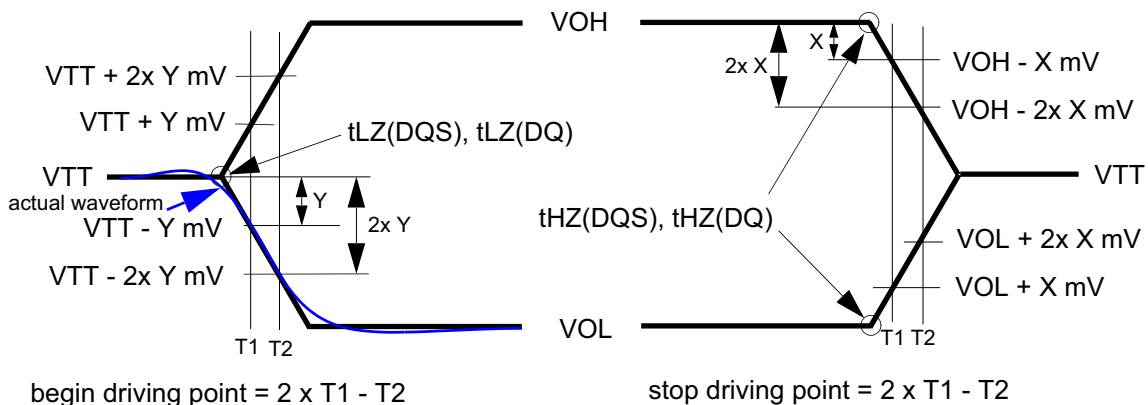 VOH
VTT + 2x Y mV
VTT + Y mV
tLZ(DQS), tLZ(DQ)
VTT
actual waveform
VTT - Y mV
VTT - 2x Y mV
Y
2x Y
T1 T2
VOL
begin driving point = 2 x T1 - T2
X
2x X
VOH - X mV
VOH - 2x X mV
VTT
tHZ(DQS), tHZ(DQ)
VOL + 2x X mV
VOL + X mV
T1 T2
stop driving point = 2 x T1 - T2